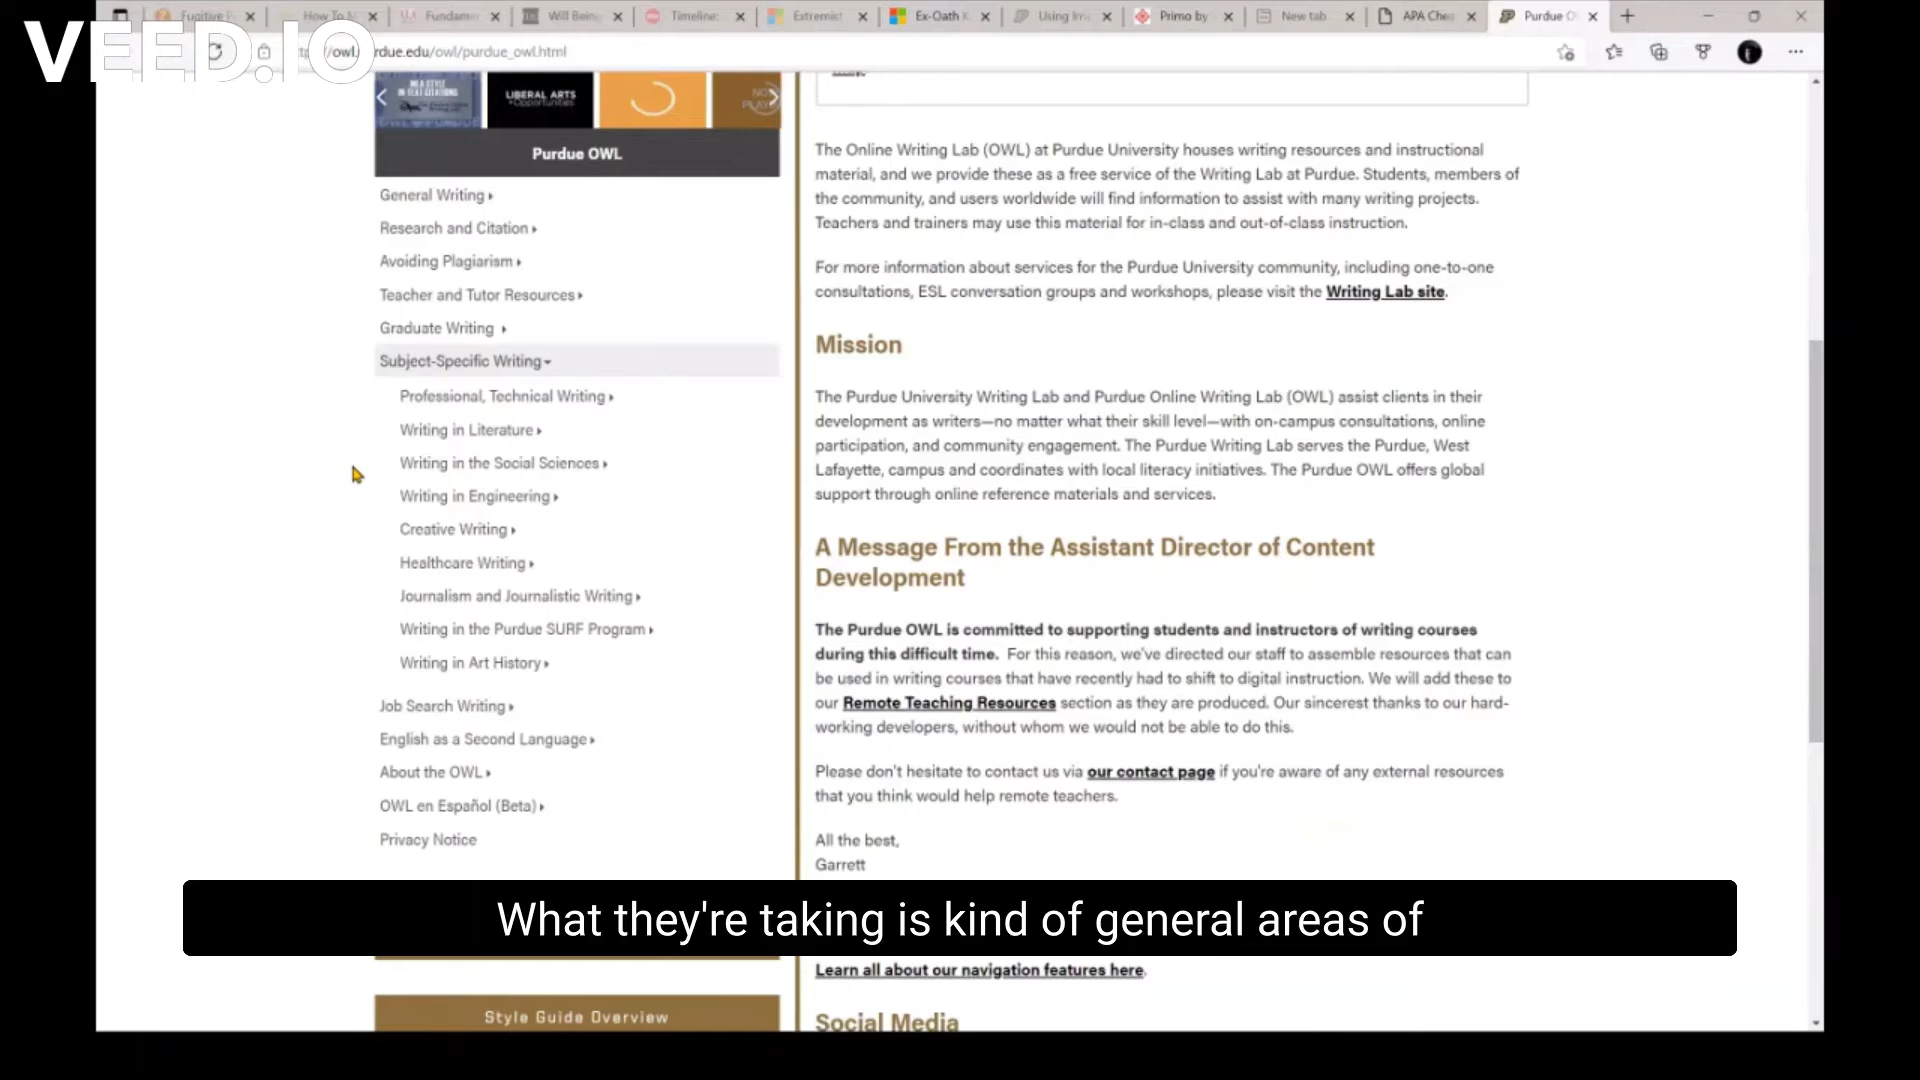 Fugitive
How To
Fundamer
Will Being
Timeline:
Extremist
Ex-Oath K
Using Ima
Primo by
New tab
APA Chec
Purdue O
VEED.IO
owl. rdue.edu/owl/purdue_owl.html
MLA STYLE
IN TEXT CITATIONS
LIBERAL ARTS
+Opportunities
NO
PLAY
Purdue OWL
General Writing
Research and Citation
Avoiding Plagiarism
Teacher and Tutor Resources
Graduate Writing
Subject-Specific Writing
Professional, Technical Writing
Writing in Literature
Writing in the Social Sciences
Writing in Engineering
Creative Writing
Healthcare Writing
Journalism and Journalistic Writing
Writing in the Purdue SURF Program
Writing in Art History
Job Search Writing
English as a Second Language
About the OWL
OWL en Español (Beta)
Privacy Notice
Style Guide Overview
The Online Writing Lab (OWL) at Purdue University houses writing resources and instructional
material, and we provide these as a free service of the Writing Lab at Purdue. Students, members of
the community, and users worldwide will find information to assist with many writing projects.
Teachers and trainers may use this material for in-class and out-of-class instruction.
For more information about services for the Purdue University community, including one-to-one
consultations, ESL conversation groups and workshops, please visit the Writing Lab site.
Mission
The Purdue University Writing Lab and Purdue Online Writing Lab (OWL) assist clients in their
development as writers—no matter what their skill level—with on-campus consultations, online
participation, and community engagement. The Purdue Writing Lab serves the Purdue, West
Lafayette, campus and coordinates with local literacy initiatives. The Purdue OWL offers global
support through online reference materials and services.
A Message From the Assistant Director of Content
Development
The Purdue OWL is committed to supporting students and instructors of writing courses
during this difficult time. For this reason, we've directed our staff to assemble resources that can
be used in writing courses that have recently had to shift to digital instruction. We will add these to
our Remote Teaching Resources section as they are produced. Our sincerest thanks to our hard-
working developers, without whom we would not be able to do this.
Please don't hesitate to contact us via our contact page if you're aware of any external resources
that you think would help remote teachers.
All the best,
Garrett
What they're taking is kind of general areas of
Learn all about our navigation features here.
Social Media